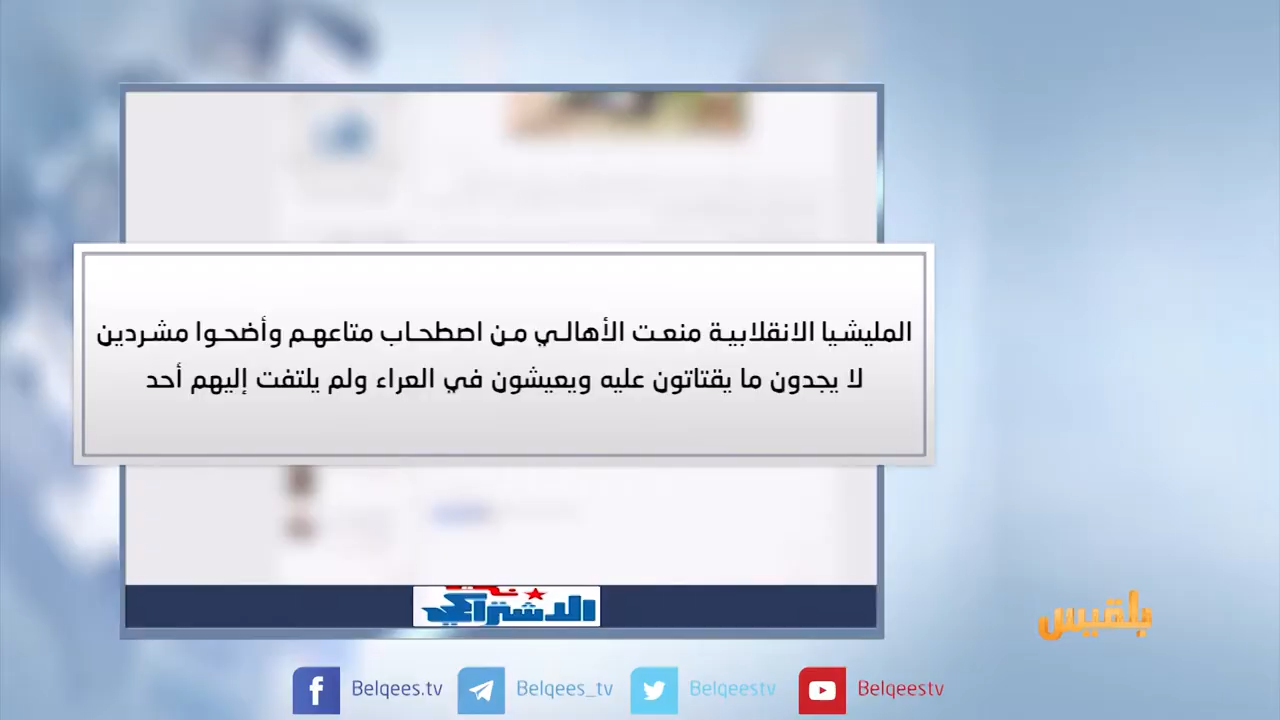 المليشيا الانقلابية منعت الأهالي من اصطحاب متاعهم وأضحوا مشردين
لا يجدون ما يقتاتون عليه ويعيشون في العراء ولم يلتفت إليهم أحد
الاشتراكي
بلقيس
Belqees.tv
Belqees_tv
Belqeestv
Belqeestv